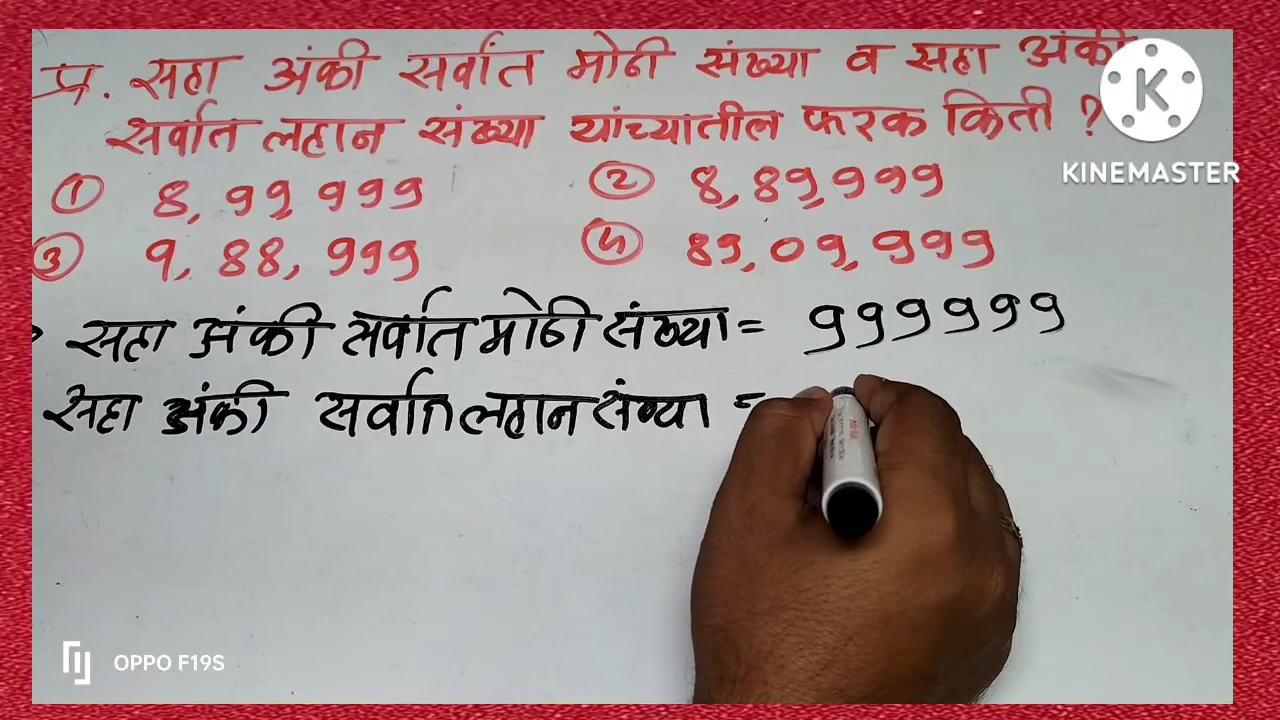 प्र. सहा अंकी सर्वांत मोठी संख्या व सहा अंकी
सर्वात लहान संख्या यांच्यातील फरक किती ?
① 8, 99, 999 ② 8, 89, 999
③ 9, 88, 999 ④ 89, 09, 999
सहा अंकी सर्वात मोठी संख्या = 999999
सहा अंकी सर्वात लहान संख्या =
K
KINEMASTER
OPPO F19S